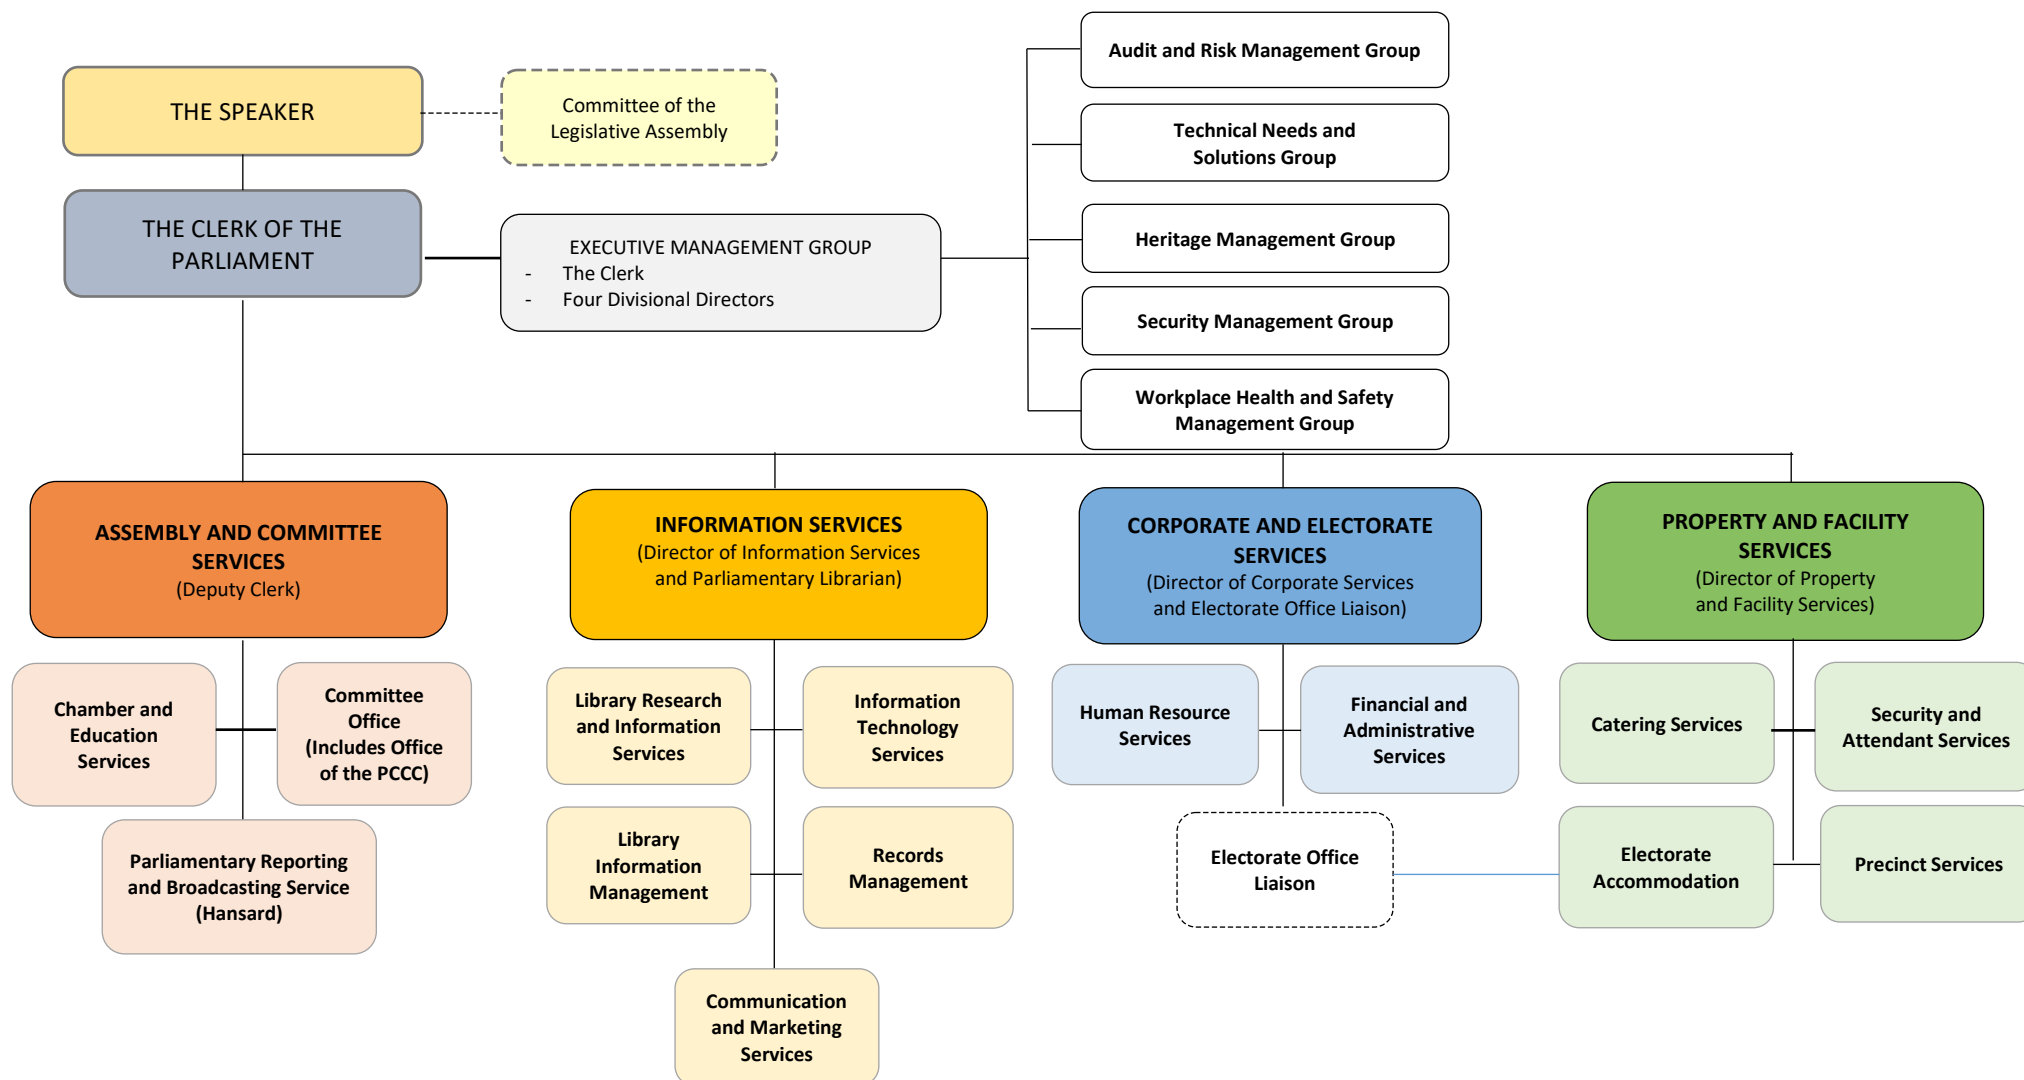 THE SPEAKER
Committee of the
Legislative Assembly
THE CLERK OF THE
PARLIAMENT
EXECUTIVE MANAGEMENT GROUP
- The Clerk
- Four Divisional Directors
Audit and Risk Management Group
Technical Needs and
Solutions Group
Heritage Management Group
Security Management Group
Workplace Health and Safety
Management Group
ASSEMBLY AND COMMITTEE
SERVICES
(Deputy Clerk)
Chamber and
Education
Services
Committee
Office
(Includes Office
of the PCCC)
Parliamentary Reporting
and Broadcasting Service
(Hansard)
INFORMATION SERVICES
(Director of Information Services
and Parliamentary Librarian)
Library Research
and Information
Services
Information
Technology
Services
Library
Information
Management
Records
Management
Communication
and Marketing
Services
CORPORATE AND ELECTORATE
SERVICES
(Director of Corporate Services
and Electorate Office Liaison)
Human Resource
Services
Financial and
Administrative
Services
Electorate Office
Liaison
PROPERTY AND FACILITY
SERVICES
(Director of Property
and Facility Services)
Catering Services
Security and
Attendant Services
Electorate
Accommodation
Precinct Services